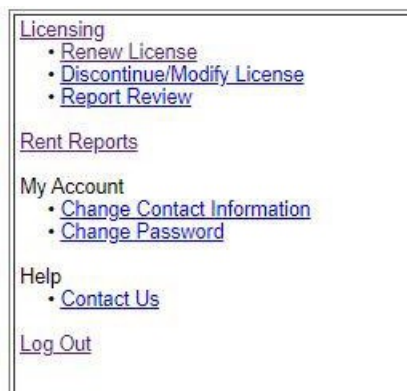 Licensing
• Renew License
• Discontinue/Modify License
• Report Review
Rent Reports
My Account
• Change Contact Information
• Change Password
Help
• Contact Us
Log Out